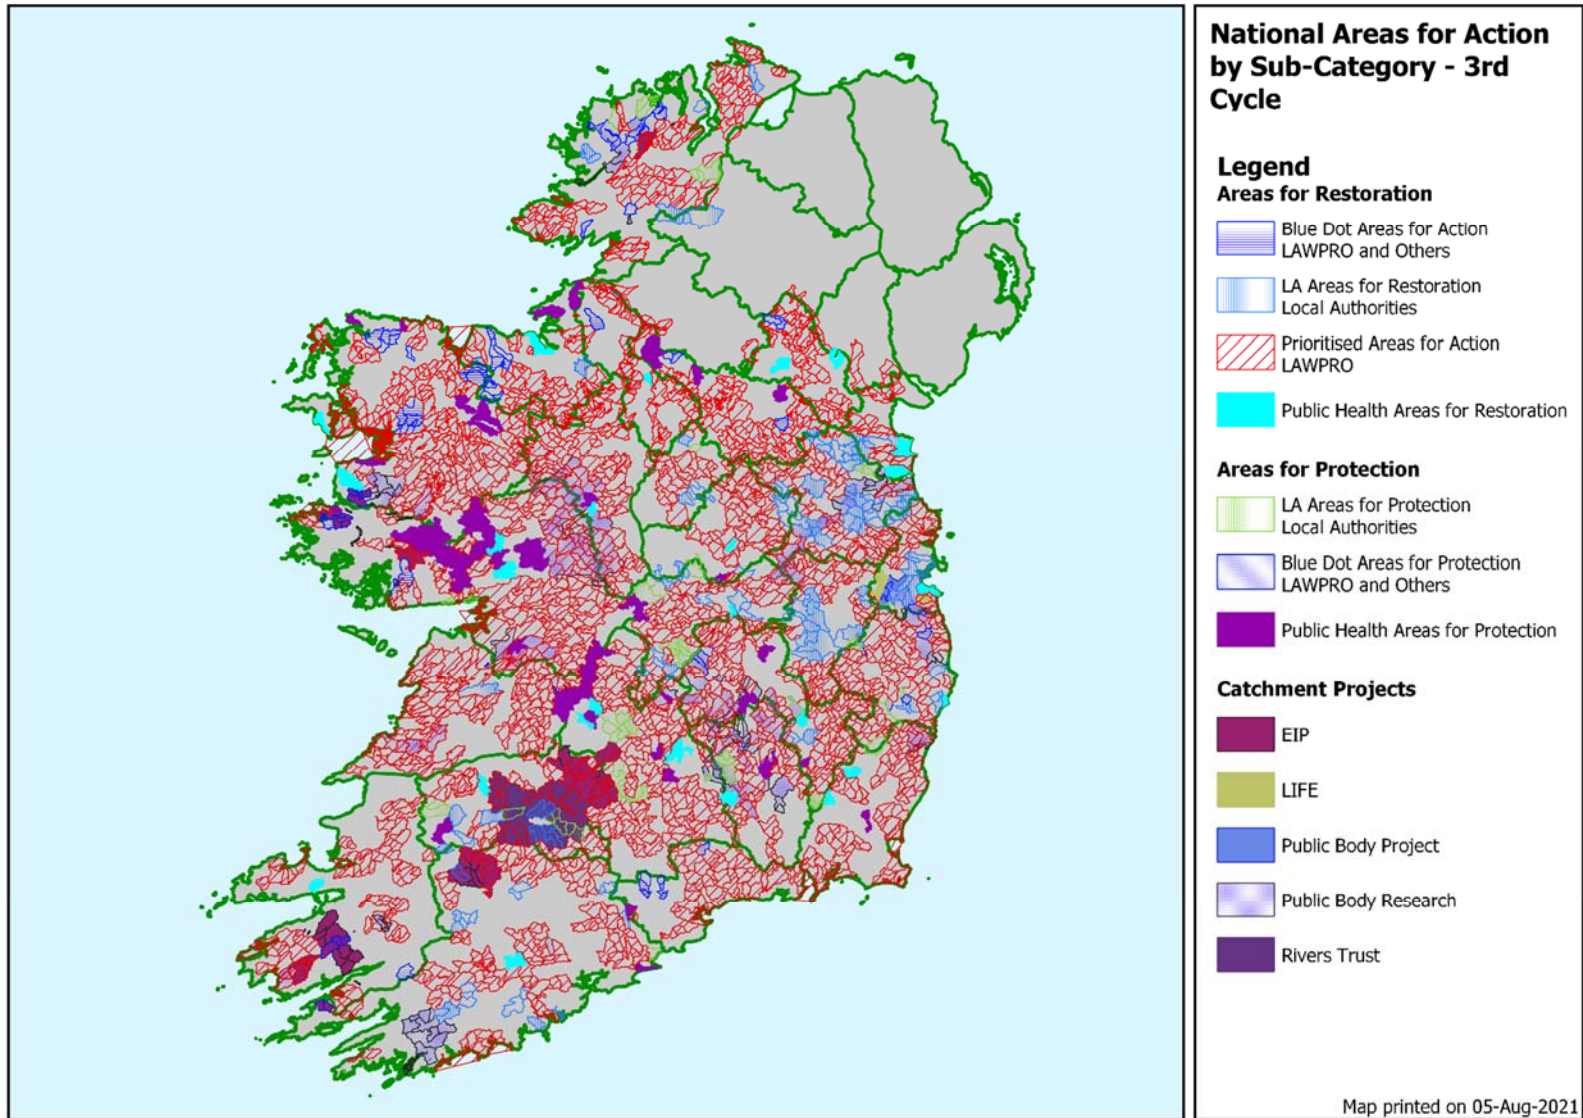 National Areas for Action
by Sub-Category - 3rd
Cycle
Legend
Areas for Restoration
Blue Dot Areas for Action
LAWPRO and Others
LA Areas for Restoration
Local Authorities
Prioritised Areas for Action
LAWPRO
Public Health Areas for Restoration
Areas for Protection
LA Areas for Protection
Local Authorities
Blue Dot Areas for Protection
LAWPRO and Others
Public Health Areas for Protection
Catchment Projects
EIP
LIFE
Public Body Project
Public Body Research
Rivers Trust
Map printed on 05-Aug-2021